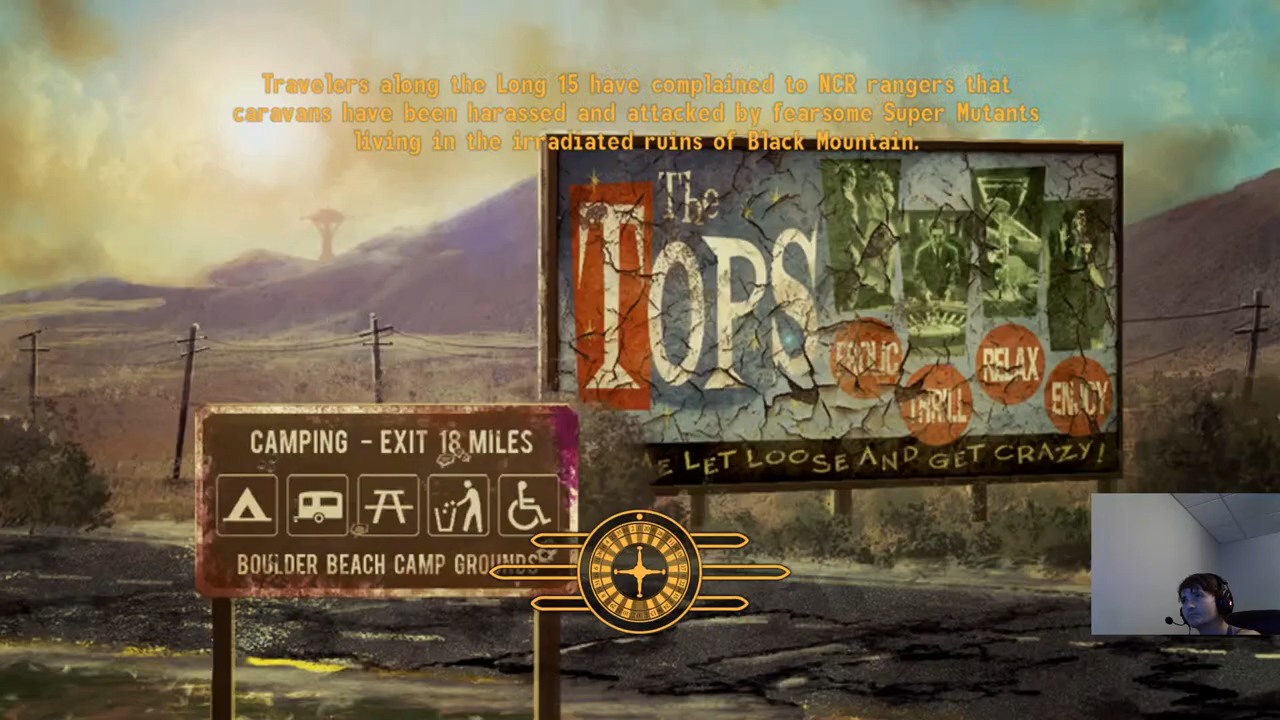 Travelers along the Long 15 have complained to NCR rangers that
caravans have been harassed and attacked by fearsome Super Mutants
living in the irradiated ruins of Black Mountain.
The
TOPS
FROLIC
THRILL
RELAX
ENJOY
LET LOOSE AND GET CRAZY!
CAMPING - EXIT 18 MILES
BOULDER BEACH CAMP GROUNDS